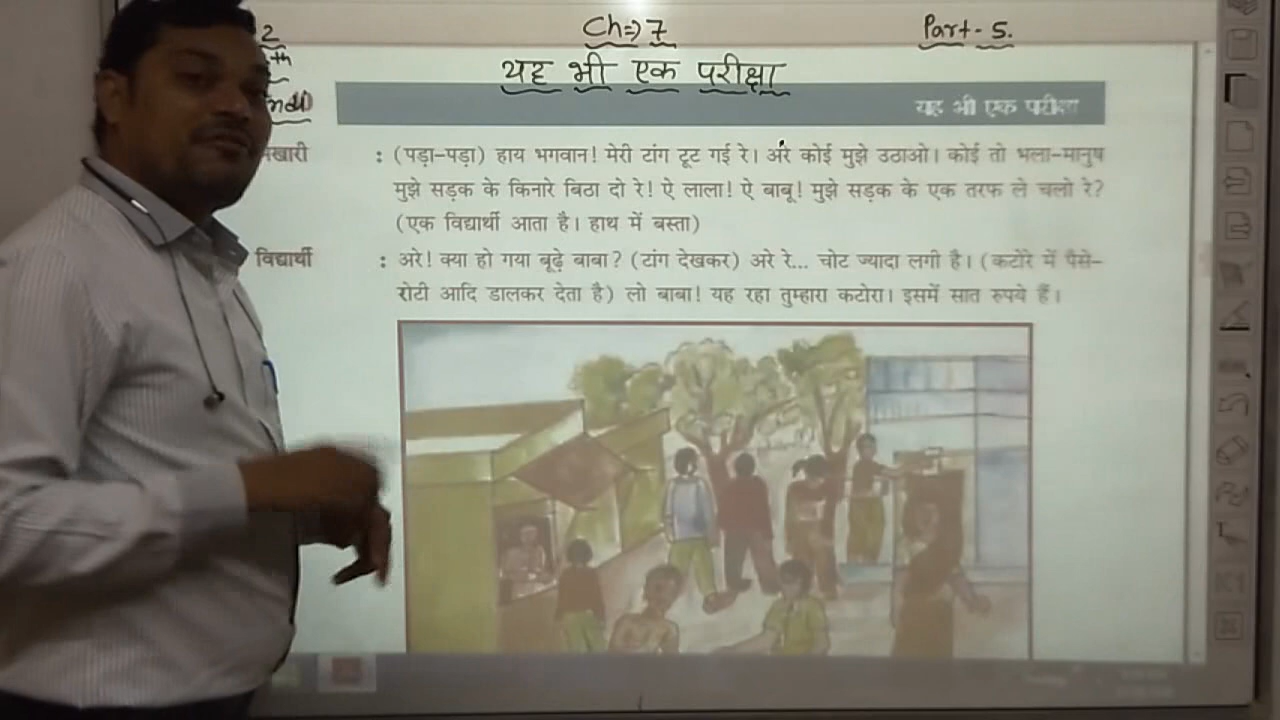 2 Ch⇒7 Part-5.
th यह भी एक परीक्षा
यह भी एक परीक्षा
: (पड़ा-पड़ा) हाय भगवान! मेरी टांग टूट गई रे। अरे कोई मुझे उठाओ। कोई तो भला-मानुष
मुझे सड़क के किनारे बिठा दो रे! ऐ लाला! ऐ बाबू! मुझे सड़क के एक तरफ ले चलो रे?
(एक विद्यार्थी आता है। हाथ में बस्ता)
विद्यार्थी : अरे! क्या हो गया बूढ़े बाबा? (टांग देखकर) अरे रे... चोट ज्यादा लगी है। (कटोरे में पैसे-
रोटी आदि डालकर देता है) लो बाबा! यह रहा तुम्हारा कटोरा। इसमें सात रुपये हैं।